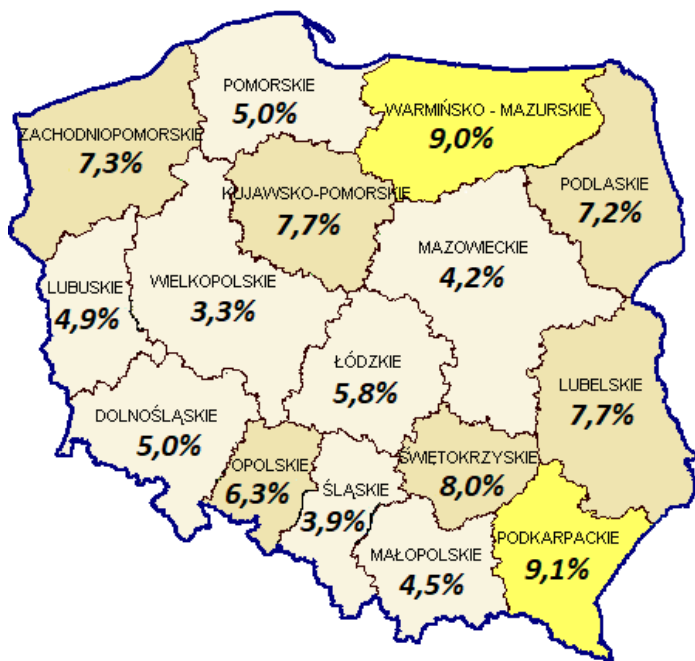 POMORSKIE
5,0%
WARMIŃSKO - MAZURSKIE
9,0%
ZACHODNIOPOMORSKIE
7,3%
KUJAWSKO-POMORSKIE
7,7%
PODLASKIE
7,2%
MAZOWIECKIE
4,2%
LUBUSKIE
4,9%
WIELKOPOLSKIE
3,3%
ŁÓDZKIE
5,8%
LUBELSKIE
7,7%
DOLNOŚLĄSKIE
5,0%
OPOLSKIE
6,3%
ŚLĄSKIE
3,9%
ŚWIĘTOKRZYSKIE
8,0%
MAŁOPOLSKIE
4,5%
PODKARPACKIE
9,1%